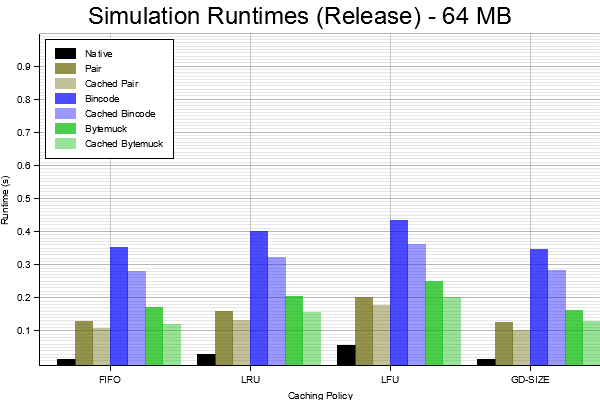 Simulation Runtimes (Release) - 64 MB
Native
Pair
Cached Pair
Bincode
Cached Bincode
Bytemuck
Cached Bytemuck
0.9
0.8
0.7
0.6
0.5
0.4
0.3
0.2
0.1
Runtime (s)
FIFO LRU LFU GD-SIZE
Caching Policy